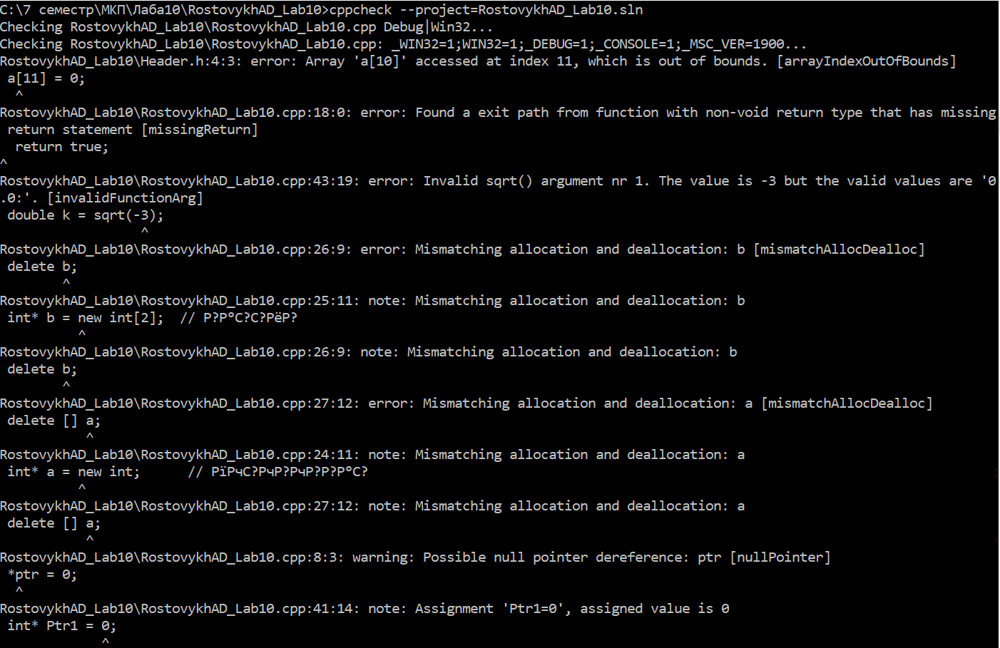 C:\7 семестр\МКП\Лаба10\RostovykhAD_Lab10>cppcheck --project=RostovykhAD_Lab10.sln
Checking RostovykhAD_Lab10\RostovykhAD_Lab10.cpp Debug|Win32...
Checking RostovykhAD_Lab10\RostovykhAD_Lab10.cpp: _WIN32=1;WIN32=1;_DEBUG=1;_CONSOLE=1;_MSC_VER=1900...
RostovykhAD_Lab10\Header.h:4:3: error: Array 'a[10]' accessed at index 11, which is out of bounds. [arrayIndexOutOfBounds]
 a[11] = 0;
  ^
RostovykhAD_Lab10\RostovykhAD_Lab10.cpp:18:0: error: Found a exit path from function with non-void return type that has missing
 return statement [missingReturn]
  return true;
^
RostovykhAD_Lab10\RostovykhAD_Lab10.cpp:43:19: error: Invalid sqrt() argument nr 1. The value is -3 but the valid values are '0
.0:'. [invalidFunctionArg]
 double k = sqrt(-3);
                  ^
RostovykhAD_Lab10\RostovykhAD_Lab10.cpp:26:9: error: Mismatching allocation and deallocation: b [mismatchAllocDealloc]
 delete b;
        ^
RostovykhAD_Lab10\RostovykhAD_Lab10.cpp:25:11: note: Mismatching allocation and deallocation: b
 int* b = new int[2];  // Р?Р°С?С?РёР?
          ^
RostovykhAD_Lab10\RostovykhAD_Lab10.cpp:26:9: note: Mismatching allocation and deallocation: b
 delete b;
        ^
RostovykhAD_Lab10\RostovykhAD_Lab10.cpp:27:12: error: Mismatching allocation and deallocation: a [mismatchAllocDealloc]
 delete [] a;
           ^
RostovykhAD_Lab10\RostovykhAD_Lab10.cpp:24:11: note: Mismatching allocation and deallocation: a
 int* a = new int;      // РїРчС?РчР?РчР?Р?Р°С?
          ^
RostovykhAD_Lab10\RostovykhAD_Lab10.cpp:27:12: note: Mismatching allocation and deallocation: a
 delete [] a;
           ^
RostovykhAD_Lab10\RostovykhAD_Lab10.cpp:8:3: warning: Possible null pointer dereference: ptr [nullPointer]
 *ptr = 0;
  ^
RostovykhAD_Lab10\RostovykhAD_Lab10.cpp:41:14: note: Assignment 'Ptr1=0', assigned value is 0
 int* Ptr1 = 0;
             ^